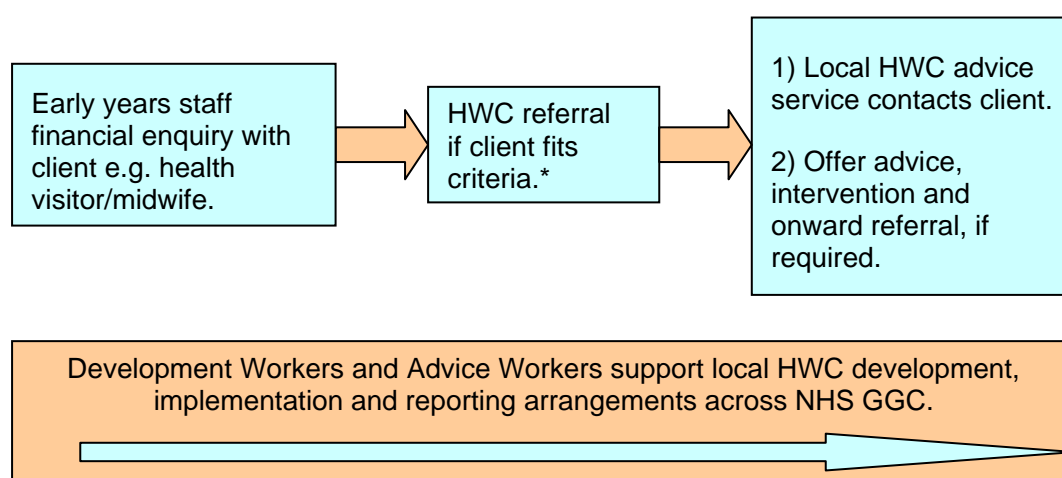 Early years staff
financial enquiry with
client e.g. health
visitor/midwife.
HWC referral
if client fits
criteria.*
1) Local HWC advice
service contacts client.
2) Offer advice,
intervention and
onward referral, if
required.
Development Workers and Advice Workers support local HWC development,
implementation and reporting arrangements across NHS GGC.